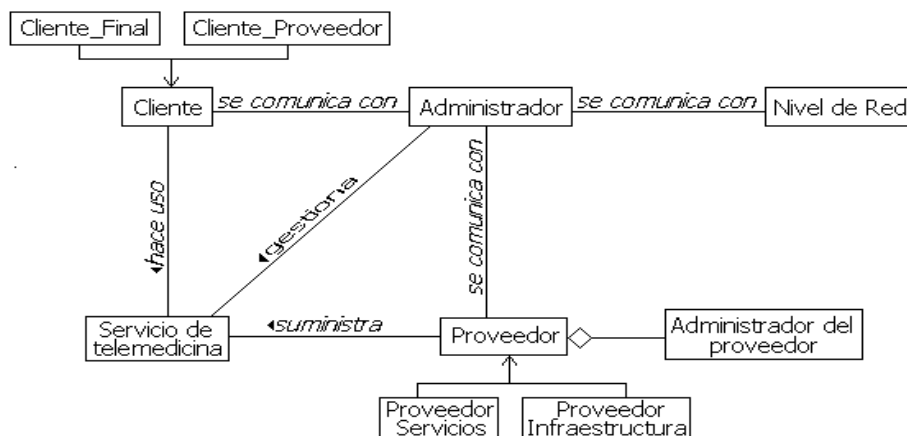 Cliente_Final
Cliente_Proveedor
Cliente
se comunica con
Administrador
se comunica con
Nivel de Red
hace uso
gestiona
se comunica con
Servicio de
telemedicina
suministra
Proveedor
Administrador del
proveedor
Proveedor
Servicios
Proveedor
Infraestructura